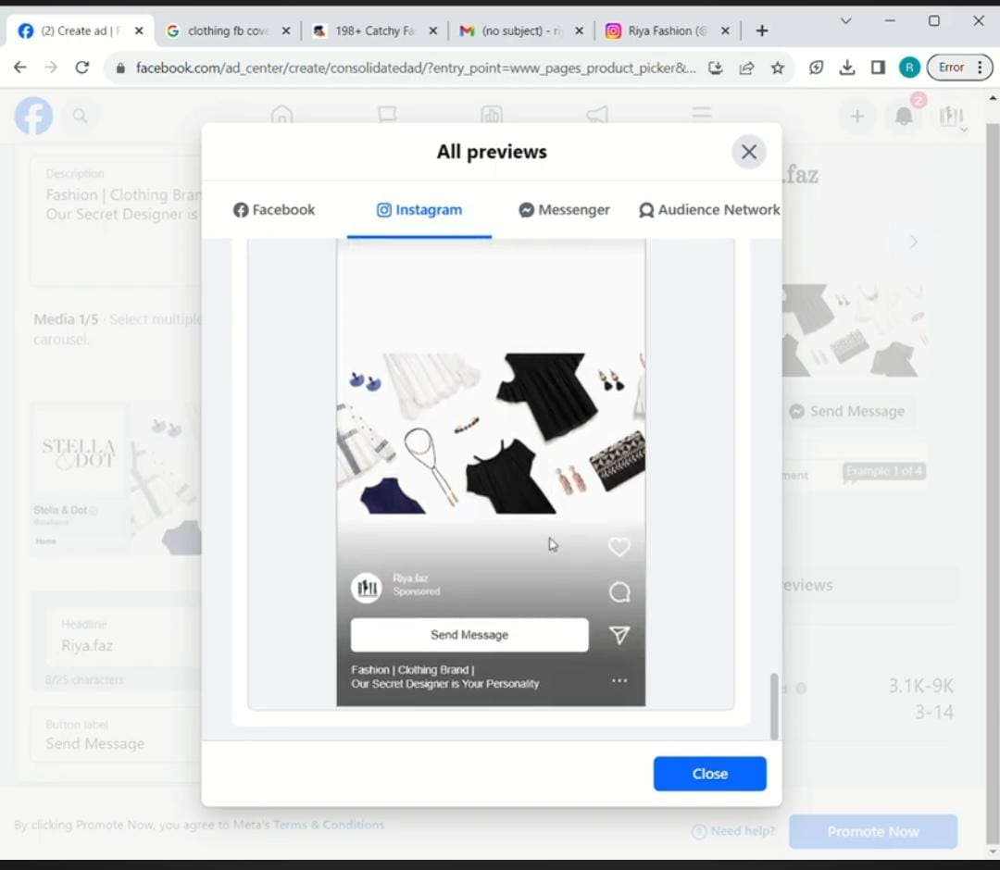 (2) Create ad | F
clothing fb cov
198+ Catchy Fa
(no subject) - ri
Riya Fashion (@
facebook.com/ad_center/create/consolidatedad/?entry_point=www_pages_product_picker&...
R
Error
2
All previews
.faz
Facebook
Instagram
Messenger
Audience Network
Description
Fashion | Clothing Bran
Our Secret Designer is
Media 1/5 · Select multiple
carousel.
STELLA
& DOT
Stella & Dot
Home
Send Message
ment
Example 1 of 4
Riya.faz
Sponsored
eviews
Send Message
Headline
Riya.faz
8/25 characters
Fashion | Clothing Brand |
Our Secret Designer is Your Personality
3.1K-9K
3-14
Button label
Send Message
Close
By clicking Promote Now, you agree to Meta's Terms & Conditions
Need help?
Promote Now